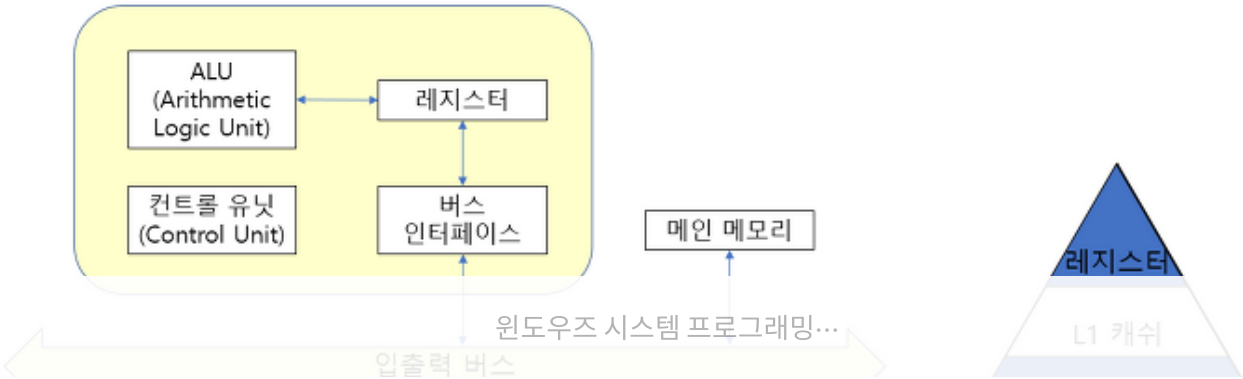 ALU
(Arithmetic
Logic Unit)
레지스터
컨트롤 유닛
(Control Unit)
버스
인터페이스
메인 메모리
레지스터
윈도우즈 시스템 프로그래밍…
L1 캐쉬
입출력 버스